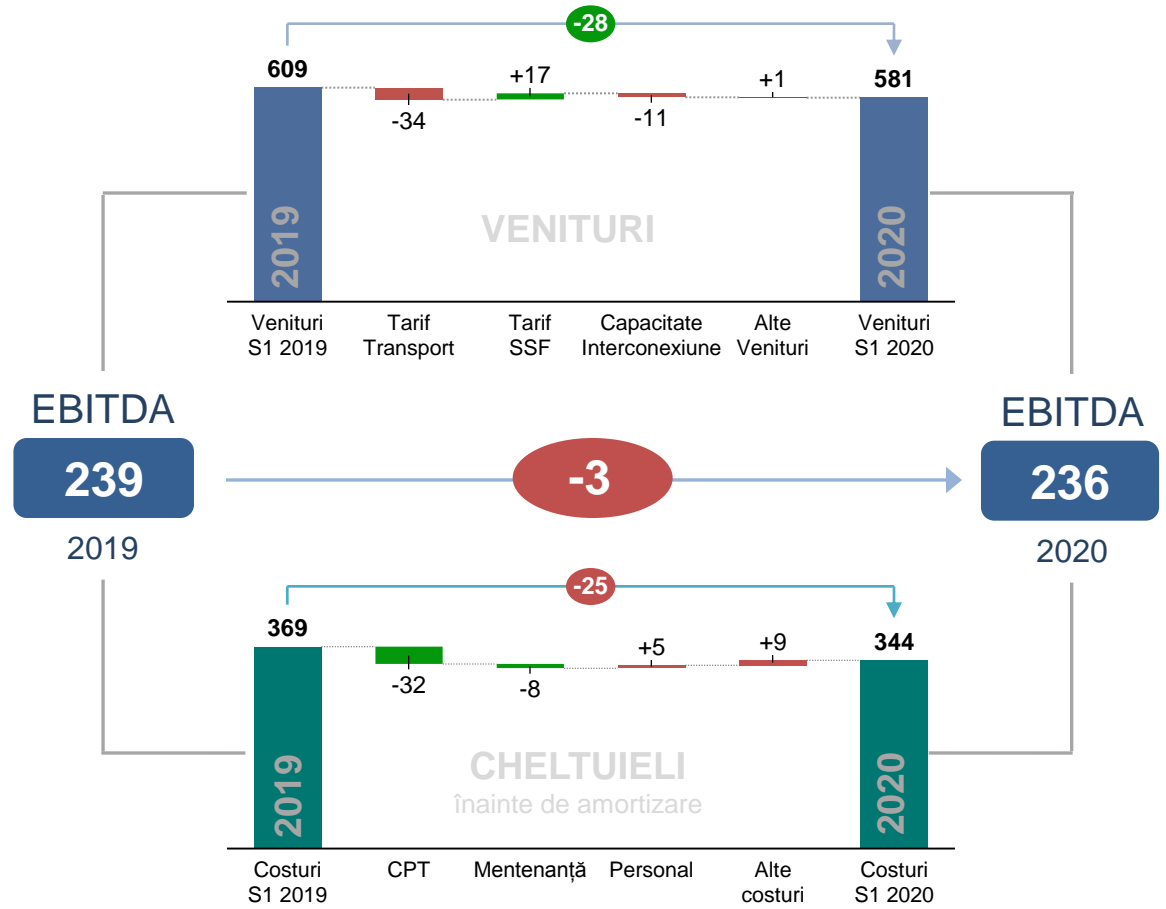 -28
609
+17
+1
581
-34
-11
2019
VENITURI
2020
Venituri
S1 2019
Tarif
Transport
Tarif
SSF
Capacitate
Interconexiune
Alte
Venituri
Venituri
S1 2020
EBITDA
239
2019
-3
EBITDA
236
2020
-25
369
+5
+9
344
-32
-8
2019
CHELTUIELI
înainte de amortizare
2020
Costuri
S1 2019
CPT
Mentenanță
Personal
Alte
costuri
Costuri
S1 2020